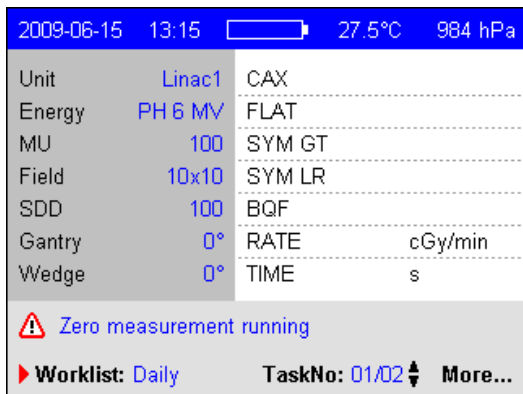 2009-06-15 13:15 27.5°C 984 hPa
Unit Linac1 CAX
Energy PH 6 MV FLAT
MU 100 SYM GT
Field 10x10 SYM LR
SDD 100 BQF
Gantry 0° RATE cGy/min
Wedge 0° TIME s
Zero measurement running
Worklist: Daily TaskNo: 01/02 More...